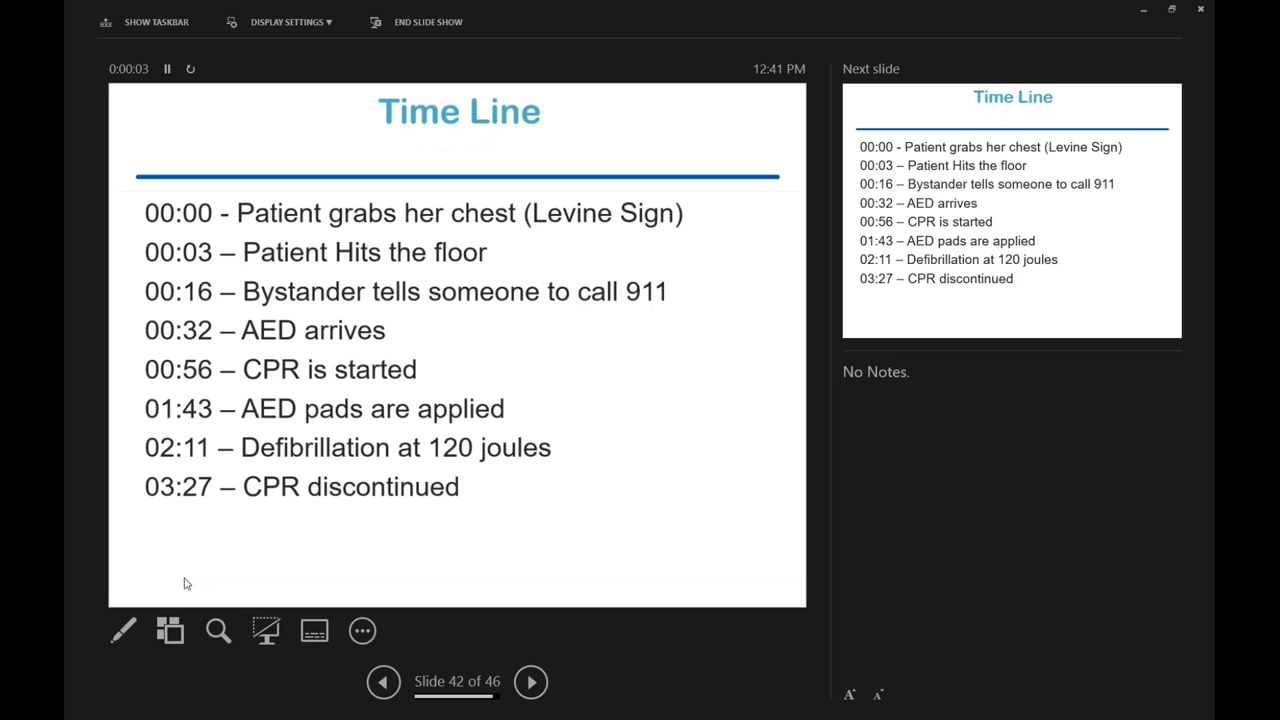 SHOW TASKBAR
DISPLAY SETTINGS ▼
END SLIDE SHOW
0:00:03
12:41 PM
Time Line
00:00 - Patient grabs her chest (Levine Sign)
00:03 – Patient Hits the floor
00:16 – Bystander tells someone to call 911
00:32 – AED arrives
00:56 – CPR is started
01:43 – AED pads are applied
02:11 – Defibrillation at 120 joules
03:27 – CPR discontinued
Slide 42 of 46
Next slide
Time Line
00:00 - Patient grabs her chest (Levine Sign)
00:03 – Patient Hits the floor
00:16 – Bystander tells someone to call 911
00:32 – AED arrives
00:56 – CPR is started
01:43 – AED pads are applied
02:11 – Defibrillation at 120 joules
03:27 – CPR discontinued
No Notes.
A A